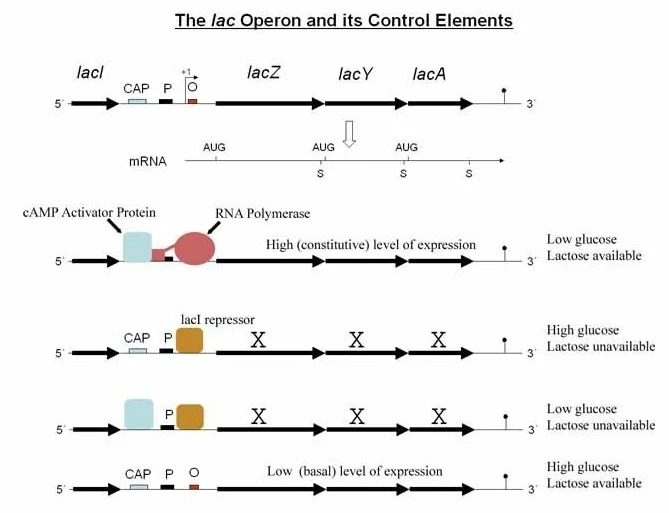 The lac Operon and its Control Elements
lacI CAP P +1 O lacZ lacY lacA
5´ 3´
mRNA AUG AUG AUG
S S S
cAMP Activator Protein RNA Polymerase
High (constitutive) level of expression
5´ 3´
Low glucose
Lactose available
lacI repressor
CAP P X X X
5´ 3´
High glucose
Lactose unavailable
P X X X
5´ 3´
Low glucose
Lactose unavailable
CAP P O Low (basal) level of expression
5´ 3´
High glucose
Lactose available